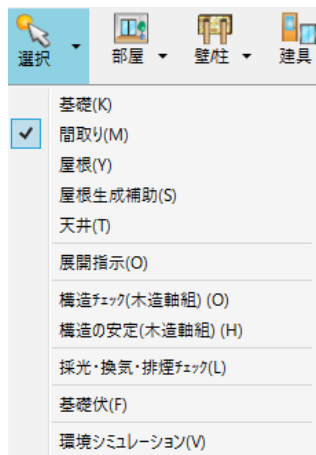 選択 部屋 壁/柱 建具
基礎(K)
間取り(M)
屋根(Y)
屋根生成補助(S)
天井(T)
展開指示(O)
構造ﾁｪｯｸ(木造軸組) (O)
構造の安定(木造軸組) (H)
採光・換気・排煙ﾁｪｯｸ(L)
基礎伏(F)
環境シミュレーション(V)